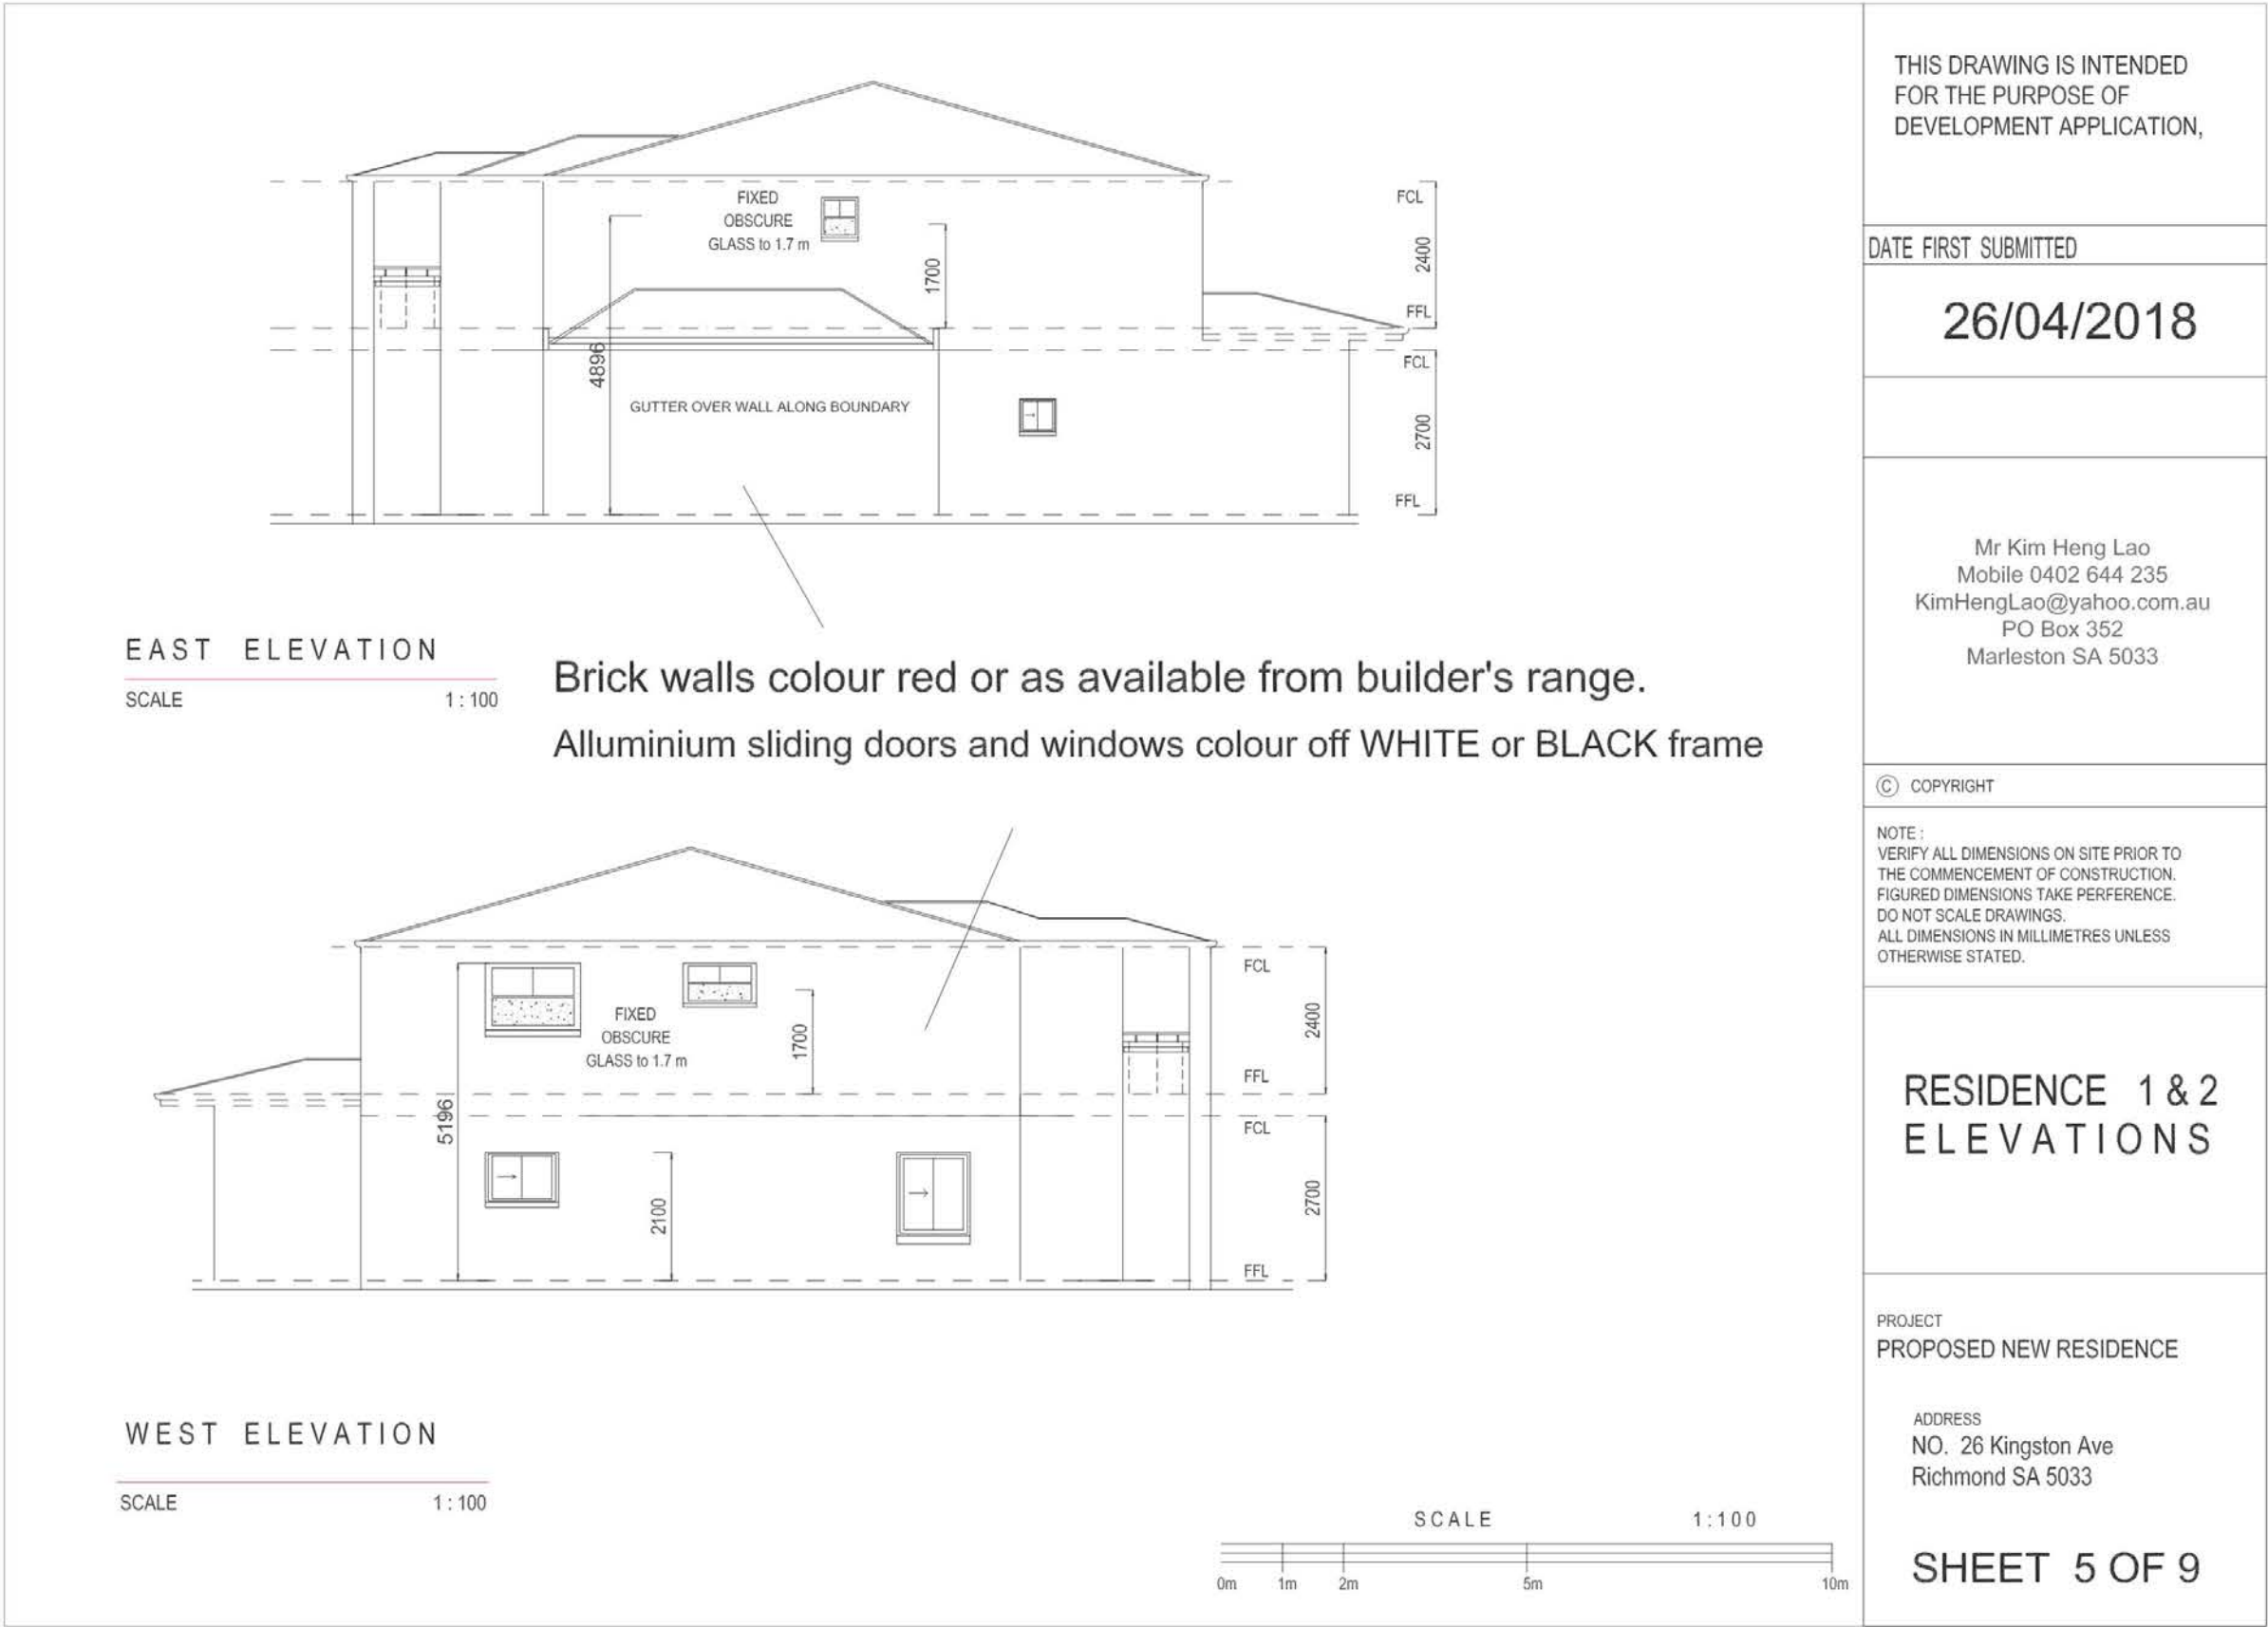 FIXED
OBSCURE
GLASS to 1.7 m
1700
4896
GUTTER OVER WALL ALONG BOUNDARY
FCL
2400
FFL
FCL
2700
FFL
EAST ELEVATION
SCALE 1 : 100
Brick walls colour red or as available from builder's range.
Alluminium sliding doors and windows colour off WHITE or BLACK frame
FIXED
OBSCURE
GLASS to 1.7 m
1700
5196
2100
FCL
2400
FFL
FCL
2700
FFL
WEST ELEVATION
SCALE 1 : 100
SCALE 1:100
0m 1m 2m 5m 10m
THIS DRAWING IS INTENDED
FOR THE PURPOSE OF
DEVELOPMENT APPLICATION,
DATE FIRST SUBMITTED
26/04/2018
Mr Kim Heng Lao
Mobile 0402 644 235
KimHengLao@yahoo.com.au
PO Box 352
Marleston SA 5033
© COPYRIGHT
NOTE :
VERIFY ALL DIMENSIONS ON SITE PRIOR TO
THE COMMENCEMENT OF CONSTRUCTION.
FIGURED DIMENSIONS TAKE PERFERENCE.
DO NOT SCALE DRAWINGS.
ALL DIMENSIONS IN MILLIMETRES UNLESS
OTHERWISE STATED.
RESIDENCE 1 & 2
ELEVATIONS
PROJECT
PROPOSED NEW RESIDENCE
ADDRESS
NO. 26 Kingston Ave
Richmond SA 5033
SHEET 5 OF 9